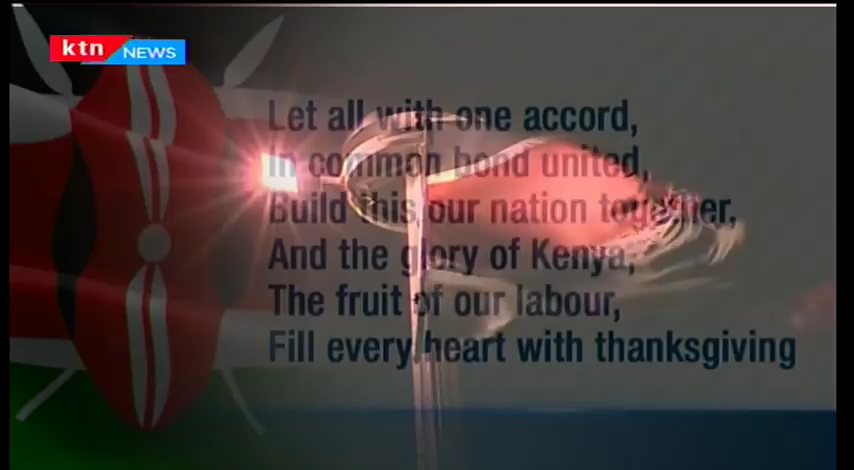 ktn NEWS
Let all with one accord,
In common bond united,
Build this our nation together,
And the glory of Kenya,
The fruit of our labour,
Fill every heart with thanksgiving